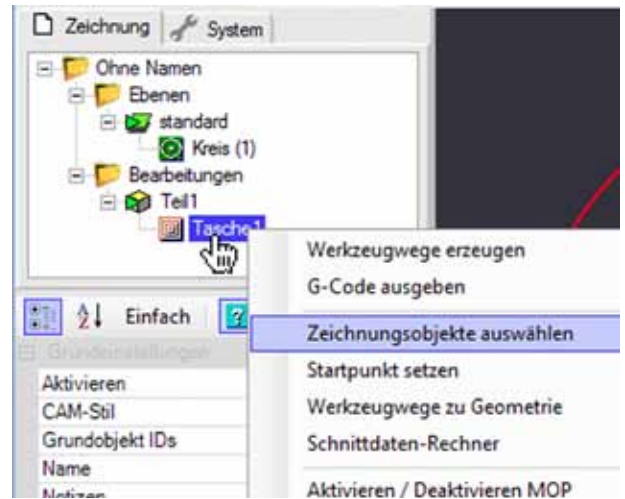 Zeichnung System
Ohne Namen
Ebenen
standard
Kreis (1)
Bearbeitungen
Teil1
Tasche1
Werkzeugwege erzeugen
G-Code ausgeben
Zeichnungsobjekte auswählen
Startpunkt setzen
Werkzeugwege zu Geometrie
Schnittdaten-Rechner
Aktivieren / Deaktivieren MOP
Einfach
Grundeinstellungen
Aktivieren
CAM-Stil
Grundobjekt IDs
Name
Notizen